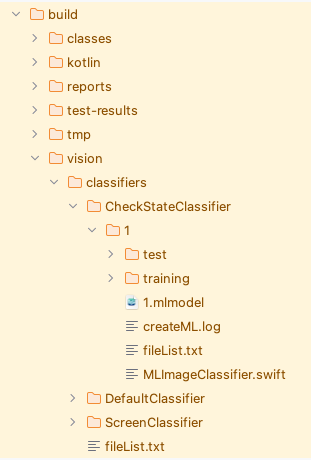 build
classes
kotlin
reports
test-results
tmp
vision
classifiers
CheckStateClassifier
1
test
training
1.mlmodel
createML.log
fileList.txt
MLImageClassifier.swift
DefaultClassifier
ScreenClassifier
fileList.txt